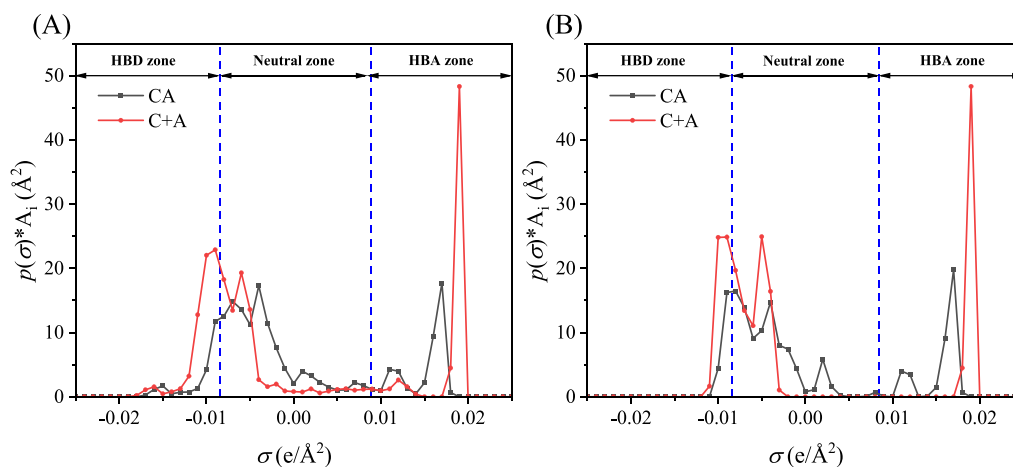 (A)
HBD zone Neutral zone HBA zone
CA
C+A
50
40
30
20
10
0
p(σ)*Aᵢ (Å²)
-0.02 -0.01 0.00 0.01 0.02
σ (e/Å²)
(B)
HBD zone Neutral zone HBA zone
CA
C+A
50
40
30
20
10
0
p(σ)*Aᵢ (Å²)
-0.02 -0.01 0.00 0.01 0.02
σ (e/Å²)